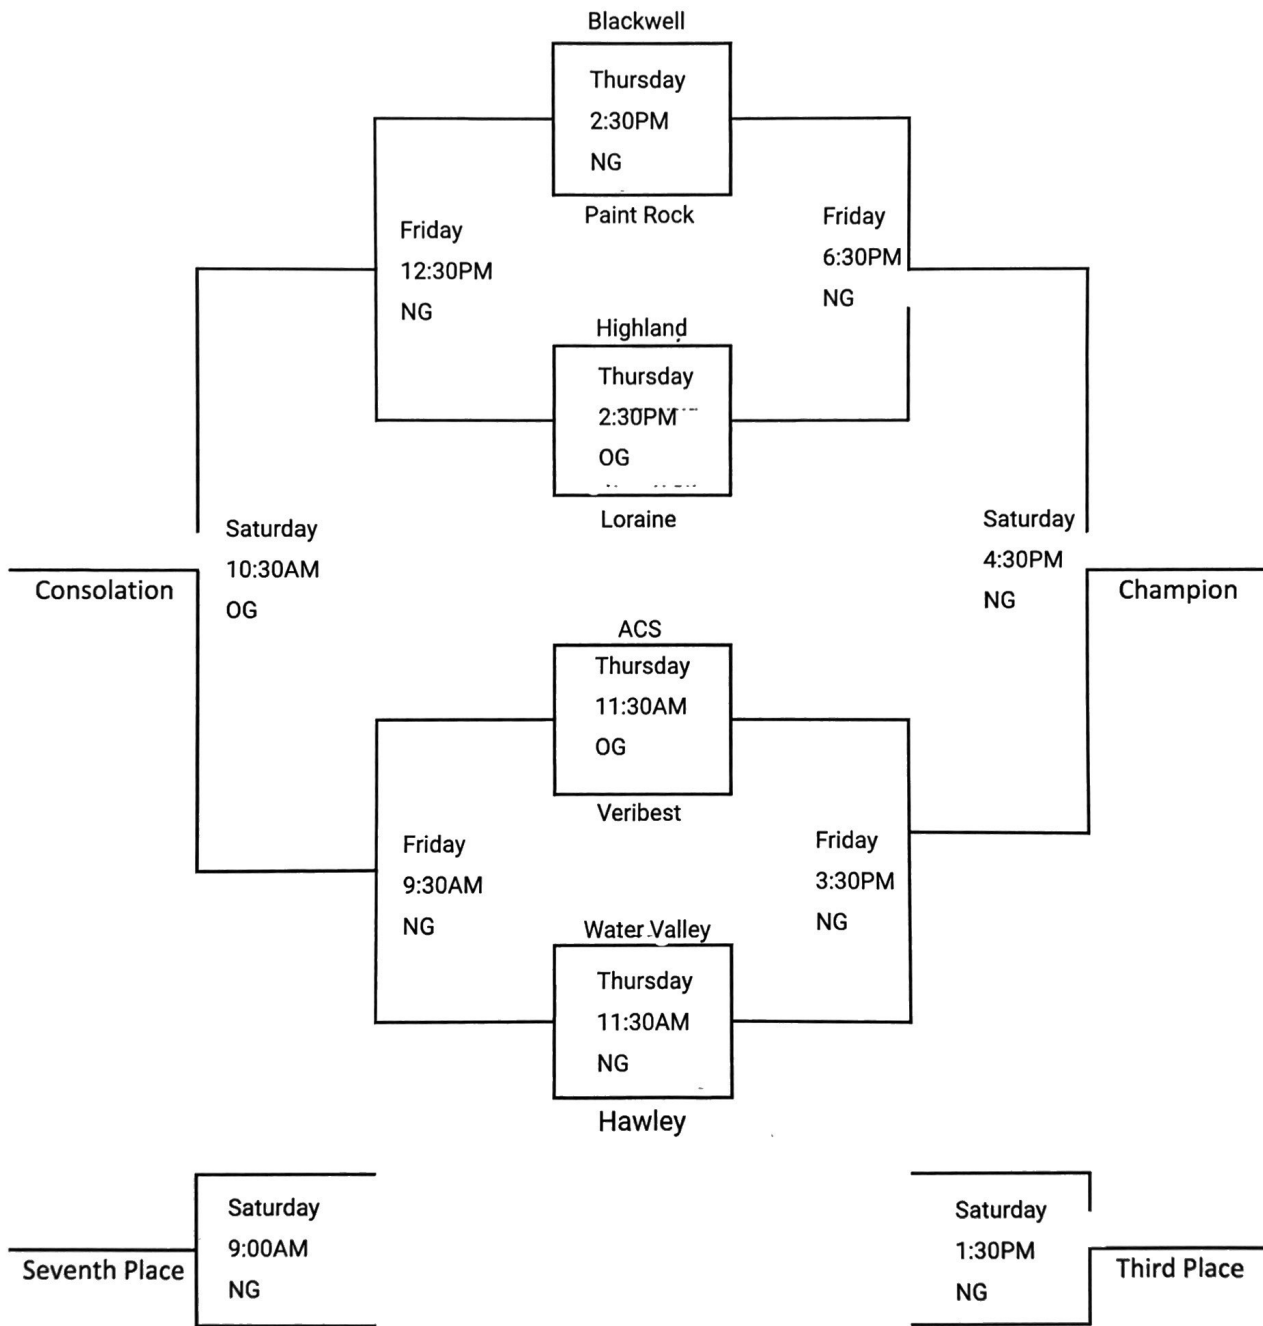 Blackwell
Thursday
2:30PM
NG
Paint Rock
Friday
12:30PM
NG
Friday
6:30PM
NG
Highland
Thursday
2:30PM
OG
Loraine
Saturday
10:30AM
OG
Consolation
Saturday
4:30PM
NG
Champion
ACS
Thursday
11:30AM
OG
Veribest
Friday
9:30AM
NG
Friday
3:30PM
NG
Water Valley
Thursday
11:30AM
NG
Hawley
Saturday
9:00AM
NG
Seventh Place
Saturday
1:30PM
NG
Third Place